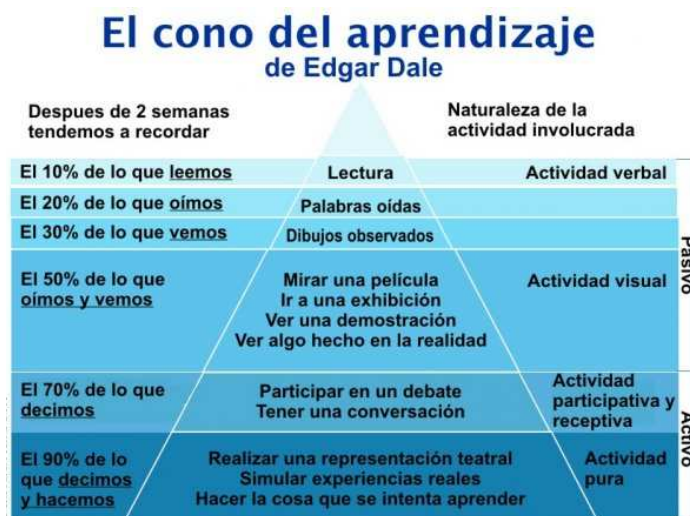 El cono del aprendizaje
de Edgar Dale
Despues de 2 semanas
tendemos a recordar
Naturaleza de la
actividad involucrada
El 10% de lo que leemos
Lectura
Actividad verbal
El 20% de lo que oímos
Palabras oídas
El 30% de lo que vemos
Dibujos observados
El 50% de lo que
oímos y vemos
Mirar una película
Ir a una exhibición
Ver una demostración
Ver algo hecho en la realidad
Actividad visual
Pasivo
El 70% de lo que
decimos
Participar en un debate
Tener una conversación
Actividad
participativa y
receptiva
El 90% de lo
que decimos
y hacemos
Realizar una representación teatral
Simular experiencias reales
Hacer la cosa que se intenta aprender
Actividad
pura
Activo